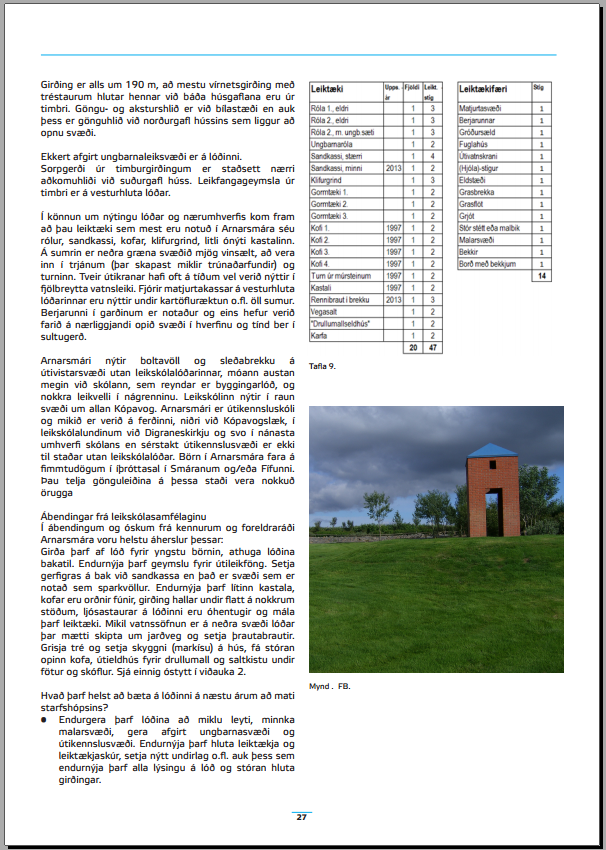 Girðing er alls um 190 m, að mestu vírnetsgirðing með
tréstaurum hlutar hennar við báða húsgaflana eru úr
timbri. Göngu- og aksturshlið er við bílastæði en auk
þess er gönguhlið við norðurgafl hússins sem liggur að
opnu svæði.
Ekkert afgirt ungbarnaleiksvæði er á lóðinni.
Sorpgerði úr timburgirðingum er staðsett nærri
aðkomuhliði við suðurgafl húss. Leikfangageymsla úr
timbri er á vesturhluta lóðar.
Í könnun um nýtingu lóðar og nærumhverfis kom fram
að þau leiktæki sem mest eru notuð í Arnarsmára séu
rólur, sandkassi, kofar, klifurgrind, litli ónýti kastalinn.
Á sumrin er neðra græna svæðið mjög vinsælt, að vera
inn í trjánum (þar skapast miklir trúnaðarfundir) og
turninn. Tveir útikranar hafi oft á tíðum vel verið nýttir í
fjölbreytta vatnsleiki. Fjórir matjurtakassar á vesturhluta
lóðarinnar eru nýttir undir kartöfluræktun o.fl. öll sumur.
Berjarunni í garðinum er notaður og eins hefur verið
farið á nærliggjandi opið svæði í hverfinu og tínd ber í
sultugerð.
Arnarsmári nýtir boltavöll og sleðabrekku á
útivistarsvæði utan leikskólalóðarinnar, móann austan
megin við skólann, sem reyndar er byggingarlóð, og
nokkra leikvelli í nágrenninu. Leikskólinn nýtir í raun
svæði um allan Kópavog. Arnarsmári er útikennsluskóli
og mikið er verið á ferðinni, niðri við Kópavogslæk, í
leikskólalundinum við Digraneskirkju og svo í nánasta
umhverfi skólans en sérstakt útikennslusvæði er ekki
til staðar utan leikskólalóðar. Börn í Arnarsmára fara á
fimmtudögum í íþróttasal í Smáranum og/eða Fífunni.
Þau telja gönguleiðina á þessa staði vera nokkuð
örugga
Ábendingar frá leikskólasamfélaginu
Í ábendingum og óskum frá kennurum og foreldraráði
Arnarsmára voru helstu áherslur þessar:
Girða þarf af lóð fyrir yngstu börnin, athuga lóðina
bakatil. Endurnýja þarf geymslu fyrir útileikföng. Setja
gerfigras á bak við sandkassa en það er svæði sem er
notað sem sparkvöllur. Endurnýja þarf lítinn kastala,
kofar eru orðnir fúnir, girðing hallar undir flatt á nokkrum
stöðum, ljósastaurar á lóðinni eru óhentugir og mála
þarf leiktæki. Mikil vatnssöfnun er á neðra svæði lóðar
þar mætti skipta um jarðveg og setja þrautabrautir.
Grisja tré og setja skyggni (markísu) á hús, fá stóran
opinn kofa, útieldhús fyrir drullumall og saltkistu undir
fötur og skóflur. Sjá einnig óstytt í viðauka 2.
Hvað þarf helst að bæta á lóðinni á næstu árum að mati
starfshópsins?
● Endurgera þarf lóðina að miklu leyti, minnka
malarsvæði, gera afgirt ungbarnasvæði og
útikennslusvæði. Endurnýja þarf hluta leiktækja og
leiktækjaskúr, setja nýtt undirlag o.fl. auk þess sem
endurnýja þarf alla lýsingu á lóð og stóran hluta
girðingar.
Leiktæki Upps. ár Fjöldi Leikt. stig
Róla 1., eldri 1 3
Róla 2., eldri 1 3
Róla 2., m. ungb.sæti 1 3
Ungbarnaróla 1 2
Sandkassi, stærri 1 4
Sandkassi, minni 2013 1 2
Klifurgrind 1 3
Gormtæki 1. 1 2
Gormtæki 2. 1 2
Gormtæki 3. 1 2
Kofi 1. 1997 1 2
Kofi 2. 1997 1 2
Kofi 3. 1997 1 2
Kofi 4. 1997 1 2
Turn úr múrsteinum 1997 1 2
Kastali 1997 1 2
Rennibraut í brekku 2013 1 3
Vegasalt 1 2
"Drullumallseldhús" 1 2
Karfa 1 2
20 47
Leiktækifæri Stig
Matjurtasvæði 1
Berjarunnar 1
Gróðursæld 1
Fuglahús 1
Útivatnskrani 1
(Hjóla)-stígur 1
Eldstæði 1
Grasbrekka 1
Grasflöt 1
Grjót 1
Stór stétt eða malbik 1
Malarsvæði 1
Bekkir 1
Borð með bekkjum 1
14
Tafla 9.
Mynd . FB.
27